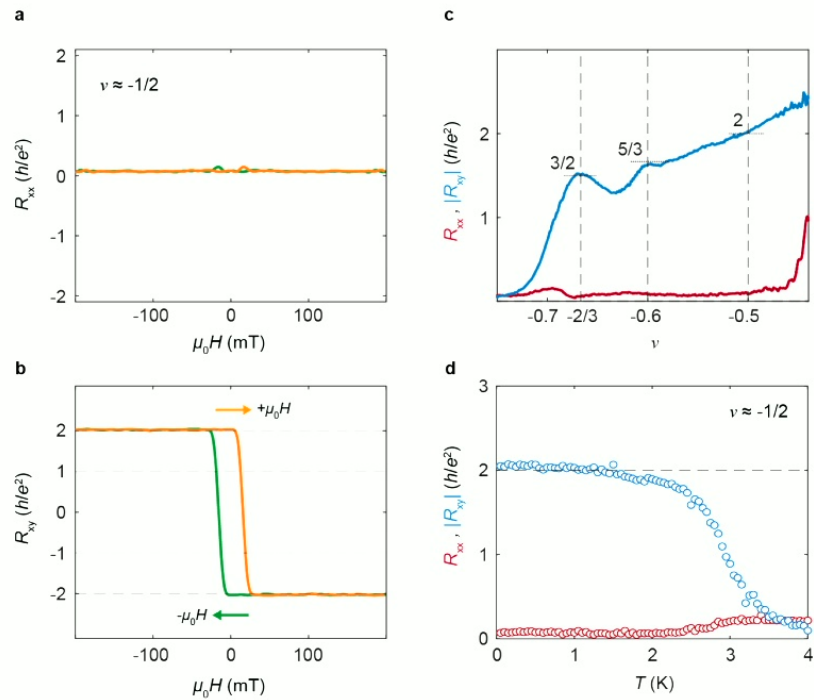 a
2
1
0
-1
-2
R_xx (h/e²)
ν ≈ -1/2
-100
0
100
μ₀H (mT)
b
2
1
0
-1
-2
R_xy (h/e²)
+μ₀H
-μ₀H
-100
0
100
μ₀H (mT)
c
2
1
R_xx , |R_xy| (h/e²)
3/2
5/3
2
-0.7
-2/3
-0.6
-0.5
ν
d
3
2
1
0
R_xx , |R_xy| (h/e²)
ν ≈ -1/2
0
1
2
3
4
T (K)